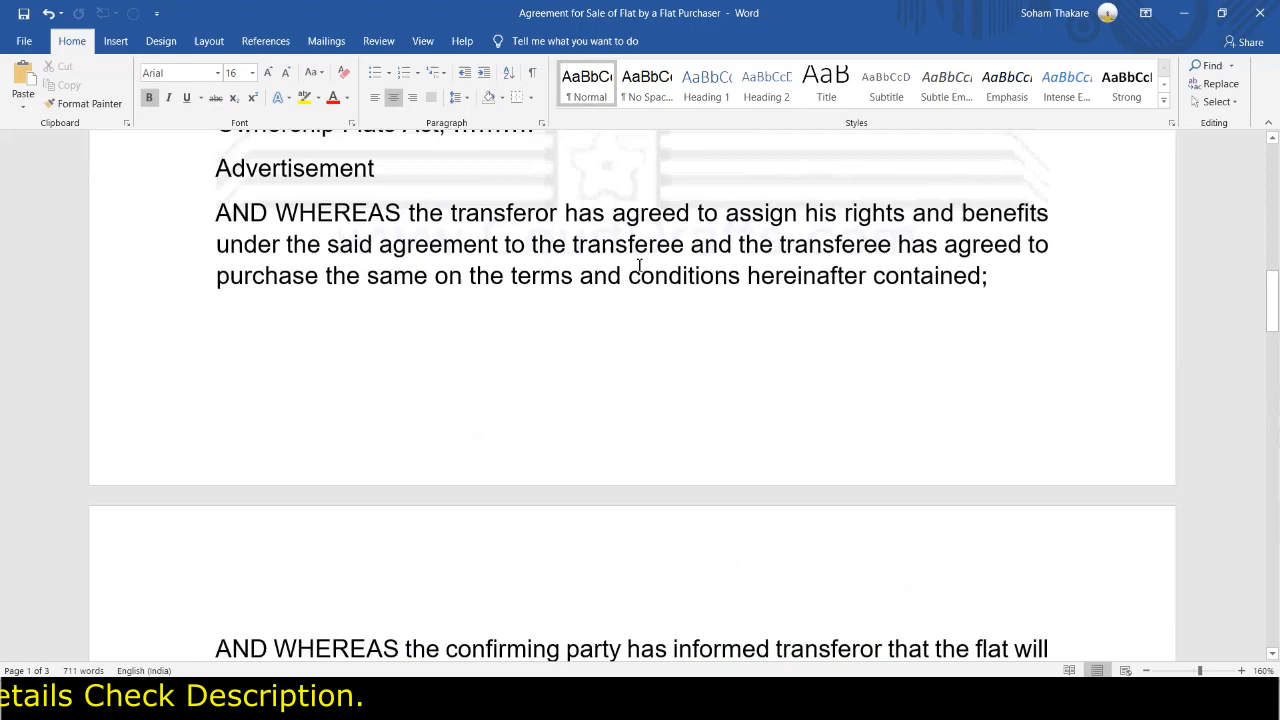 Agreement for Sale of Flat by a Flat Purchaser - Word
Soham Thakare
File Home Insert Design Layout References Mailings Review View Help Tell me what you want to do
Share
Paste
Cut
Copy
Format Painter
Clipboard
Arial 16
Font
Paragraph
AaBbCc AaBbCc AaBbC AaBbCcD AaB AaBbCcD AaBbCc AaBbCc AaBbCc AaBbCc
¶ Normal ¶ No Spac... Heading 1 Heading 2 Title Subtitle Subtle Em... Emphasis Intense E... Strong
Styles
Find
Replace
Select
Editing
Advertisement
AND WHEREAS the transferor has agreed to assign his rights and benefits
under the said agreement to the transferee and the transferee has agreed to
purchase the same on the terms and conditions hereinafter contained;
AND WHEREAS the confirming party has informed transferor that the flat will
Page 1 of 3 711 words English (India)
160%
etails Check Description.